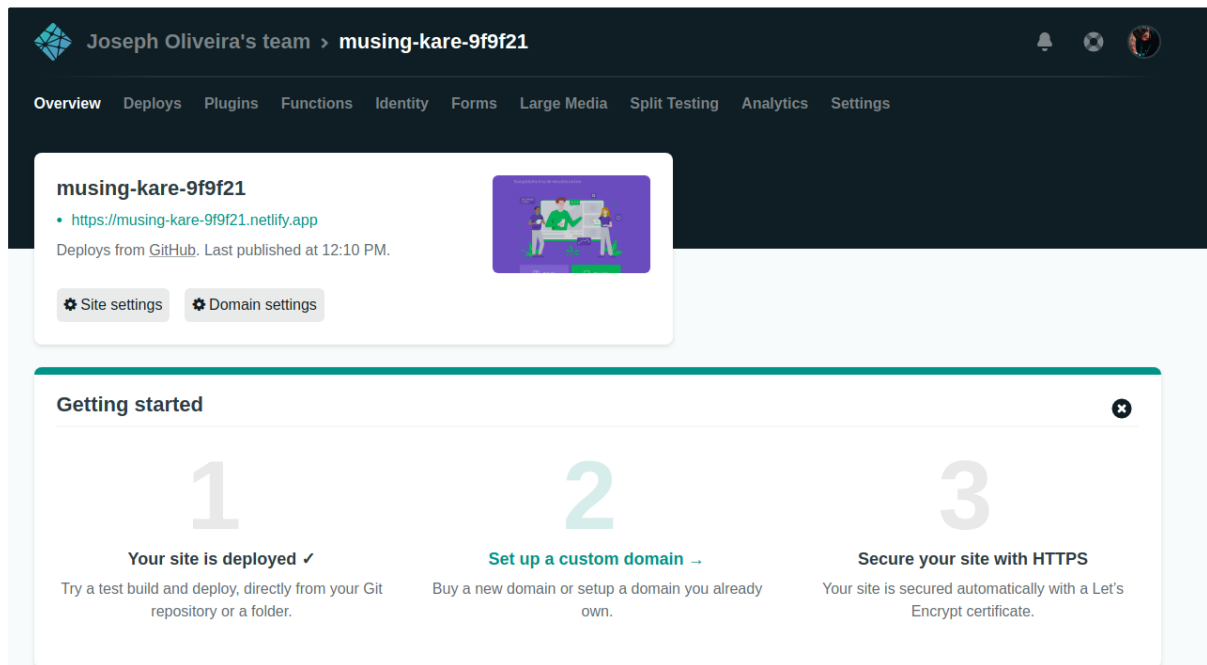 Joseph Oliveira's team › musing-kare-9f9f21
Overview Deploys Plugins Functions Identity Forms Large Media Split Testing Analytics Settings
musing-kare-9f9f21
• https://musing-kare-9f9f21.netlify.app
Deploys from GitHub. Last published at 12:10 PM.
Site settings Domain settings
Getting started
1
Your site is deployed ✓
Try a test build and deploy, directly from your Git
repository or a folder.
2
Set up a custom domain →
Buy a new domain or setup a domain you already
own.
3
Secure your site with HTTPS
Your site is secured automatically with a Let's
Encrypt certificate.